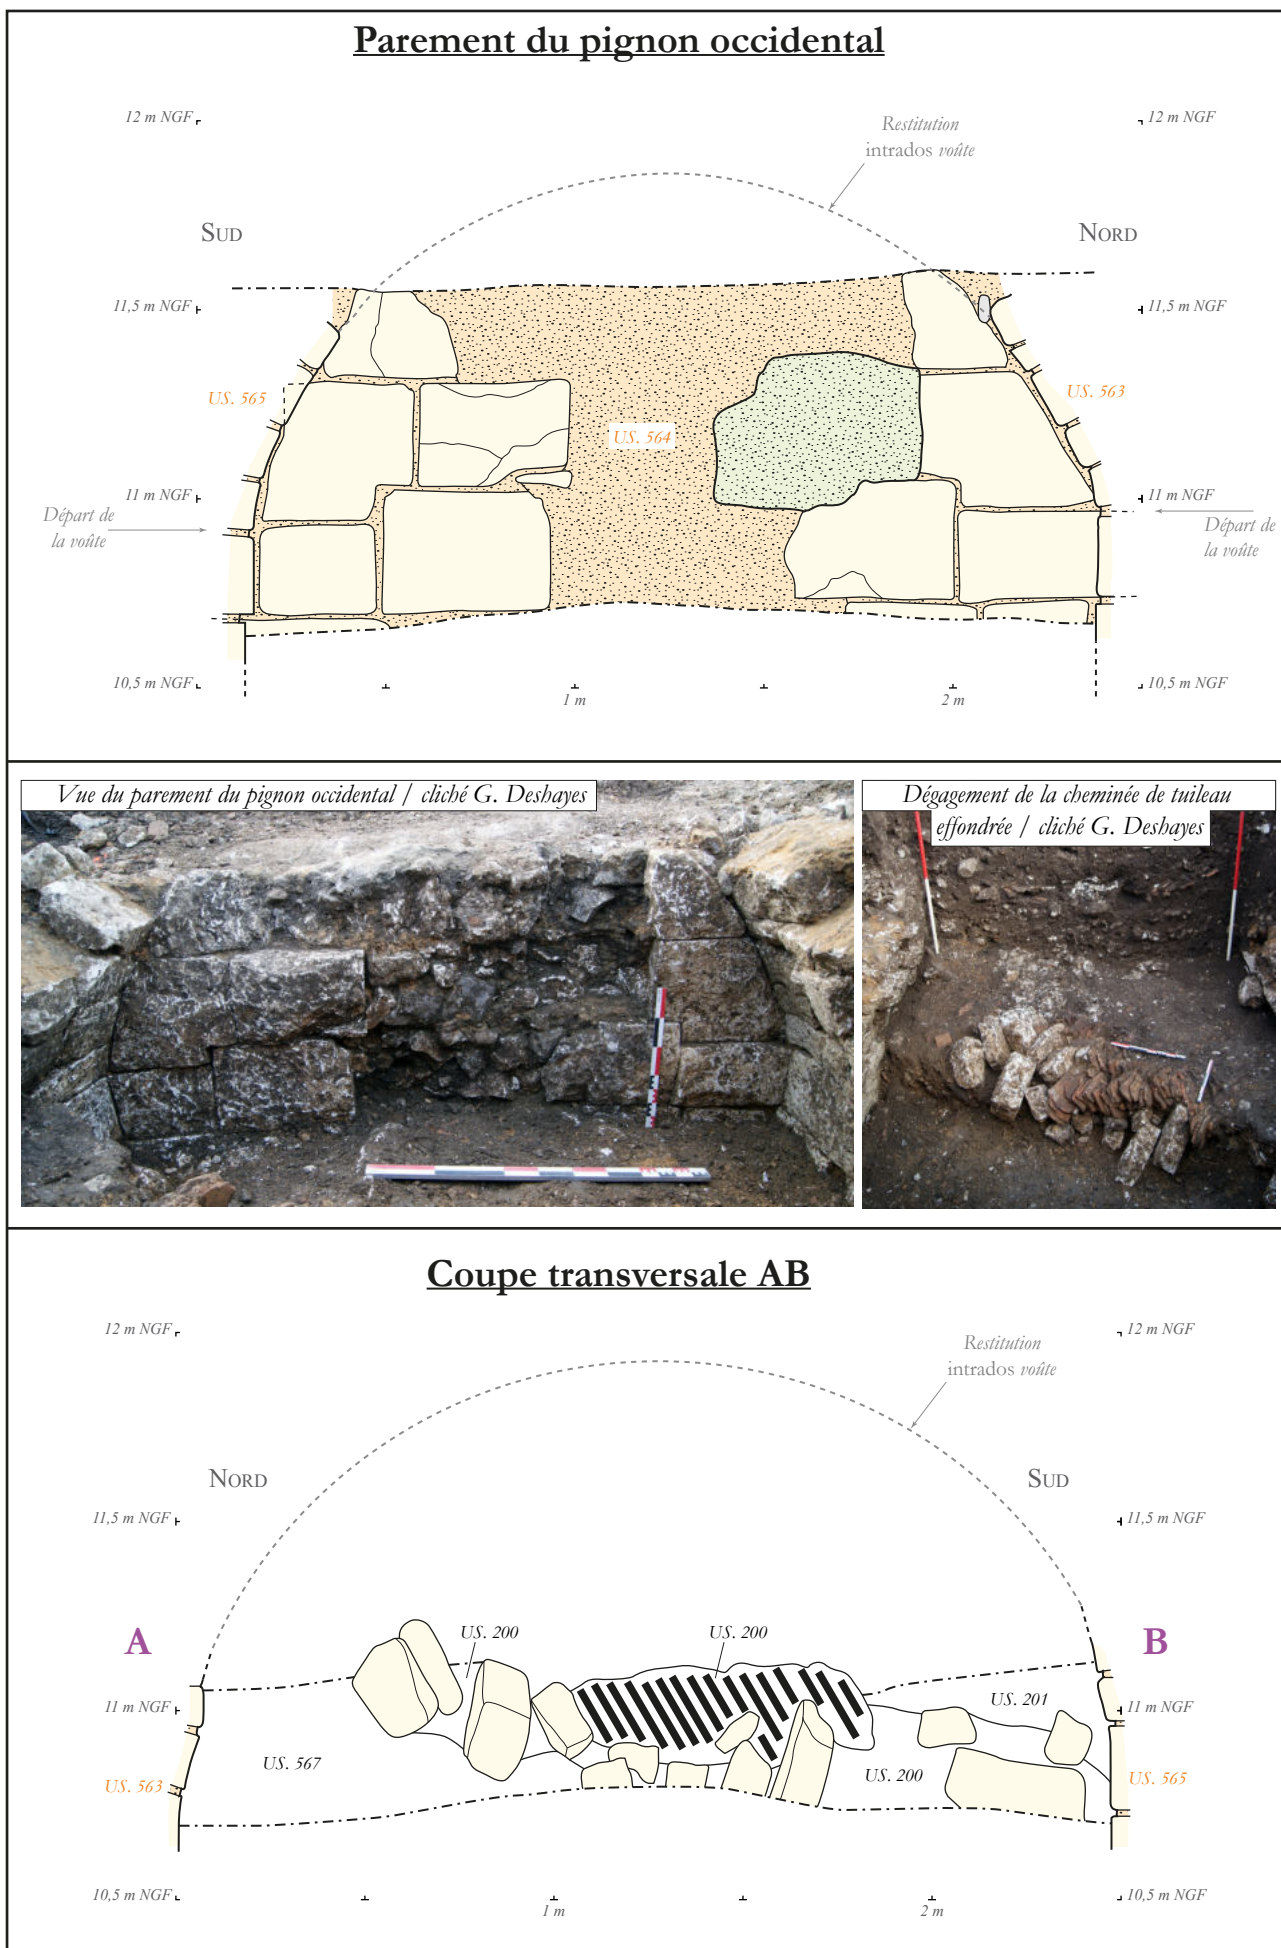 Parement du pignon occidental
12 m NGF
12 m NGF
Restitution
intrados voûte
SUD
NORD
11,5 m NGF
11,5 m NGF
US. 565
US. 563
US. 564
11 m NGF
11 m NGF
Départ de
la voûte
Départ de
la voûte
10,5 m NGF
10,5 m NGF
1 m
2 m
Vue du parement du pignon occidental / cliché G. Deshayes
Dégagement de la cheminée de tuileau
effondrée / cliché G. Deshayes
Coupe transversale AB
12 m NGF
12 m NGF
Restitution
intrados voûte
NORD
SUD
11,5 m NGF
11,5 m NGF
A
US. 200
US. 200
B
11 m NGF
US. 201
11 m NGF
US. 567
US. 563
US. 200
US. 565
10,5 m NGF
10,5 m NGF
1 m
2 m